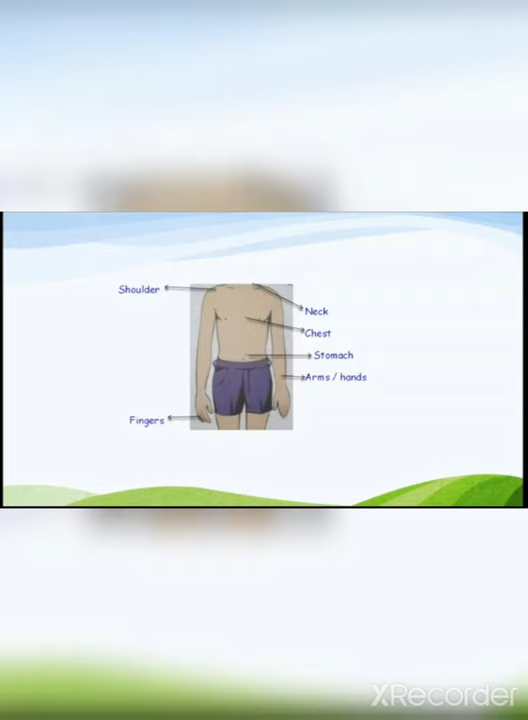 Shoulder
Neck
Chest
Stomach
Arms / hands
Fingers
XRecorder